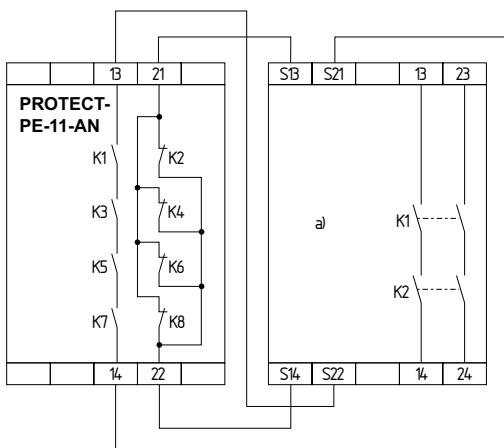 13 21 S13 S21 13 23
PROTECT-
PE-11-AN
K1 K2
K3 K4
K5 K6
K7 K8
a)
K1
K2
14 22 S14 S22 14 24